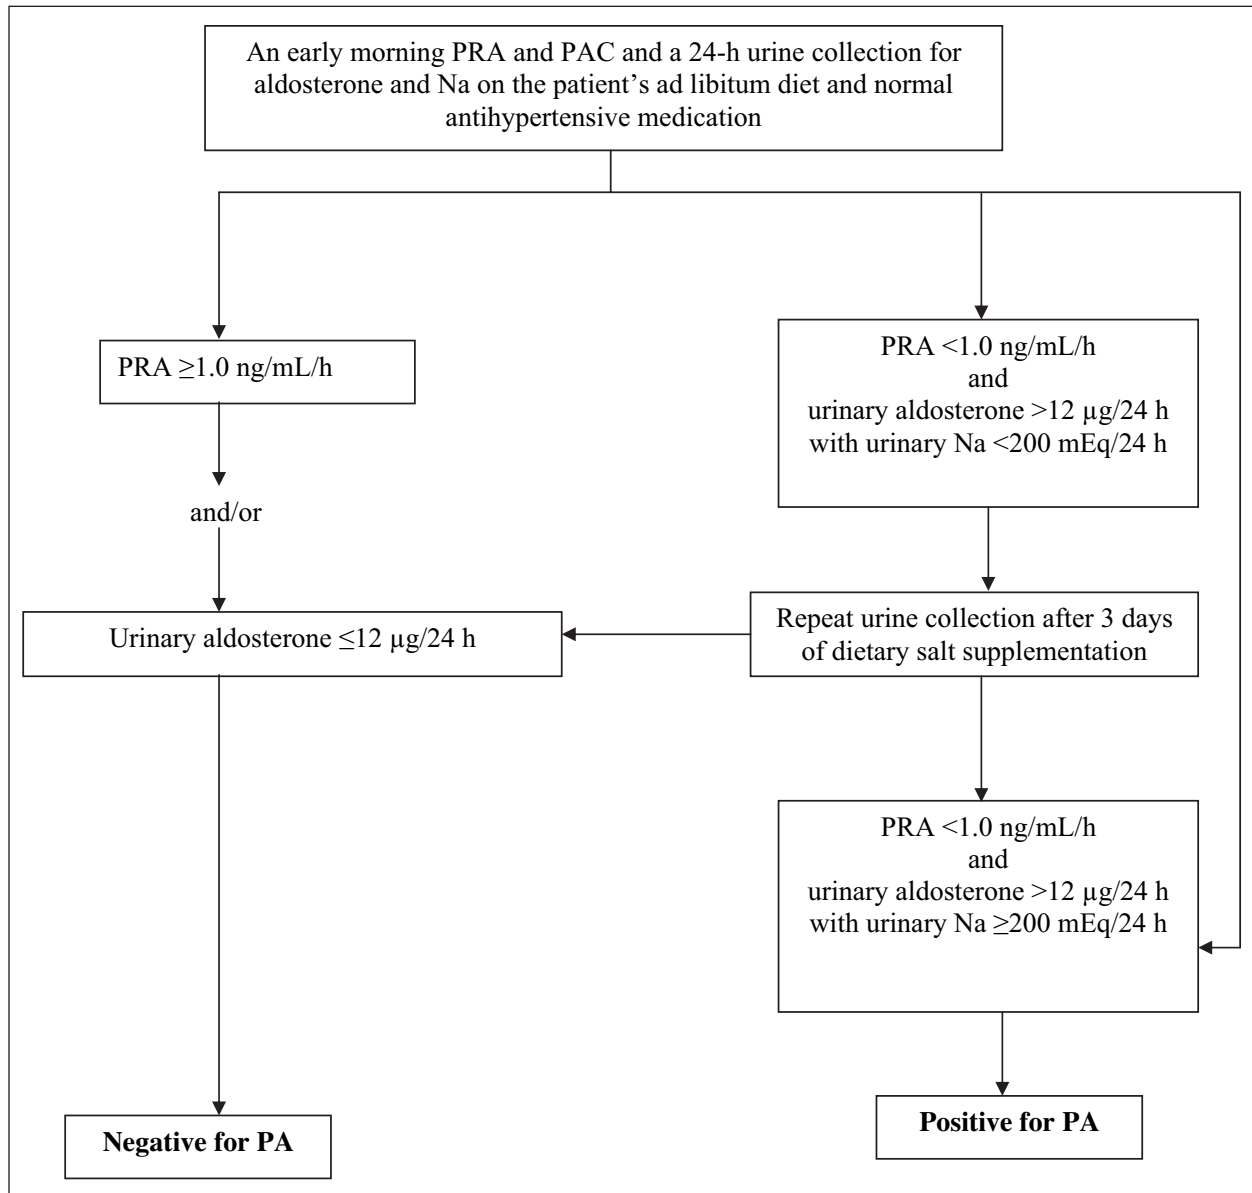 An early morning PRA and PAC and a 24-h urine collection for
aldosterone and Na on the patient’s ad libitum diet and normal
antihypertensive medication
PRA ≥1.0 ng/mL/h
and/or
Urinary aldosterone ≤12 µg/24 h
Negative for PA
PRA <1.0 ng/mL/h
and
urinary aldosterone >12 µg/24 h
with urinary Na <200 mEq/24 h
Repeat urine collection after 3 days
of dietary salt supplementation
PRA <1.0 ng/mL/h
and
urinary aldosterone >12 µg/24 h
with urinary Na ≥200 mEq/24 h
Positive for PA